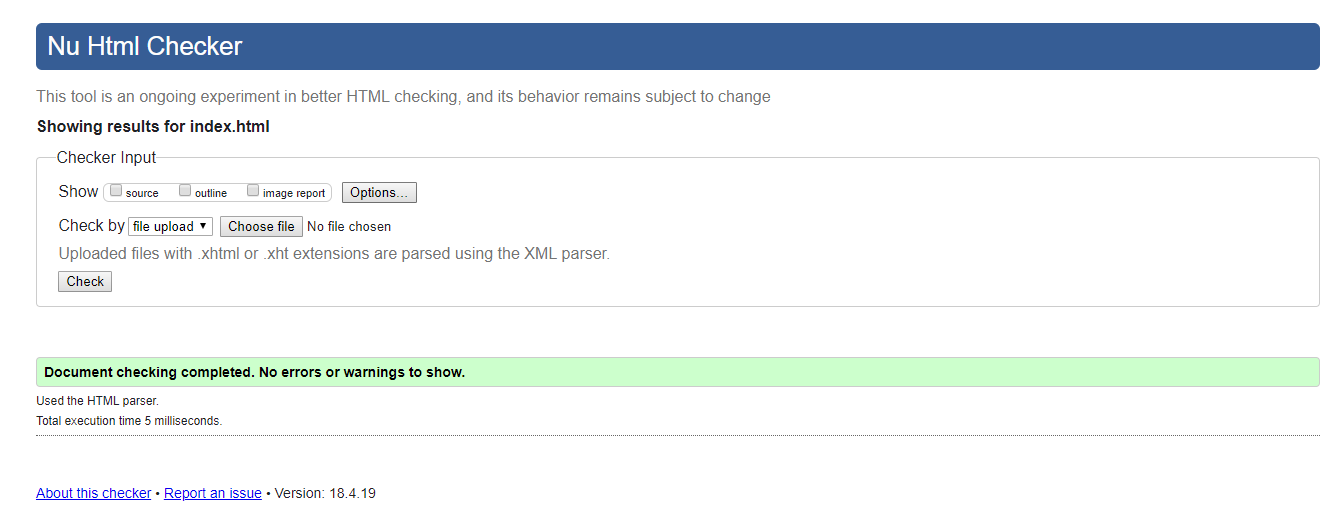 Nu Html Checker
This tool is an ongoing experiment in better HTML checking, and its behavior remains subject to change
Showing results for index.html
Checker Input
Show source outline image report Options...
Check by file upload ▼ Choose file No file chosen
Uploaded files with .xhtml or .xht extensions are parsed using the XML parser.
Check
Document checking completed. No errors or warnings to show.
Used the HTML parser.
Total execution time 5 milliseconds.
About this checker • Report an issue • Version: 18.4.19